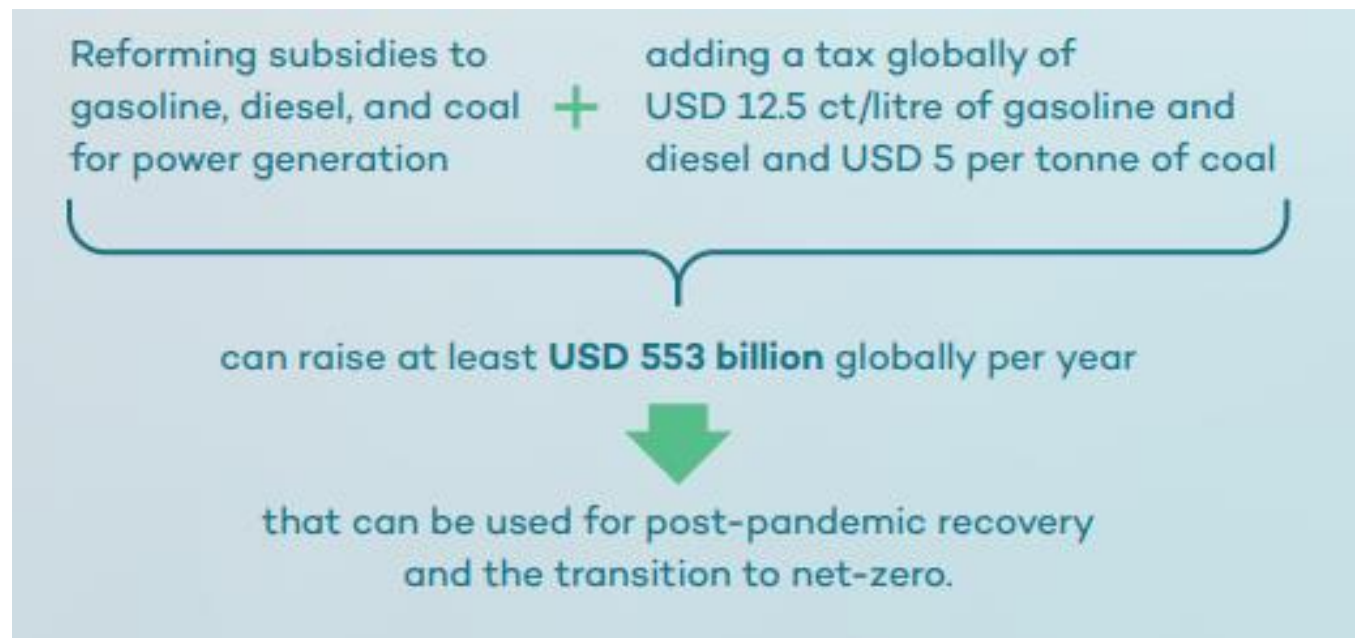 Reforming subsidies to
gasoline, diesel, and coal
for power generation
+
adding a tax globally of
USD 12.5 ct/litre of gasoline and
diesel and USD 5 per tonne of coal
can raise at least USD 553 billion globally per year
that can be used for post-pandemic recovery
and the transition to net-zero.